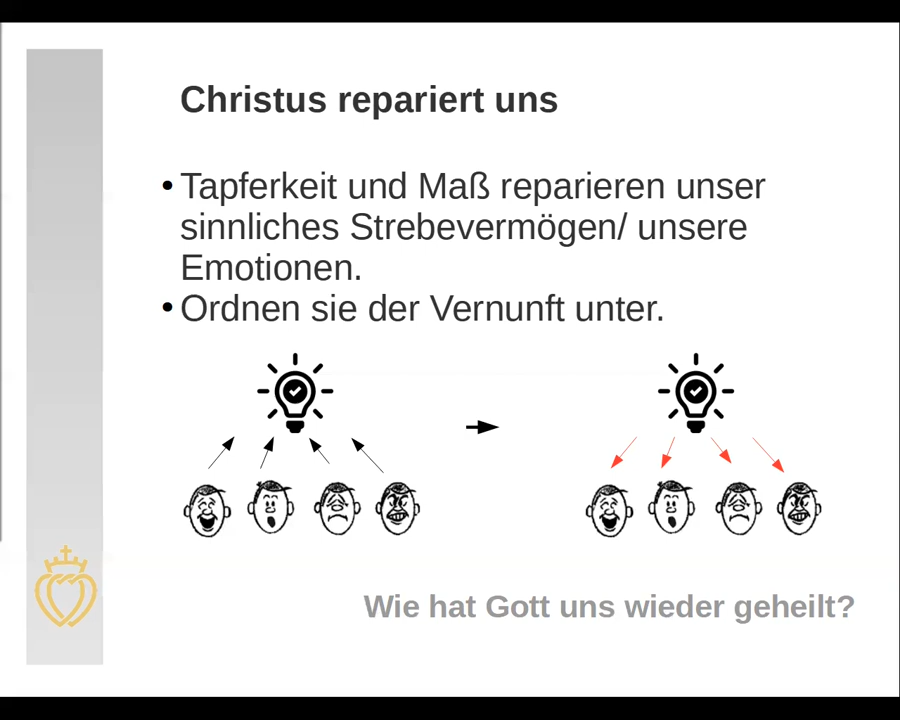 Christus repariert uns
• Tapferkeit und Maß reparieren unser
sinnliches Strebevermögen/ unsere
Emotionen.
• Ordnen sie der Vernunft unter.
Wie hat Gott uns wieder geheilt?